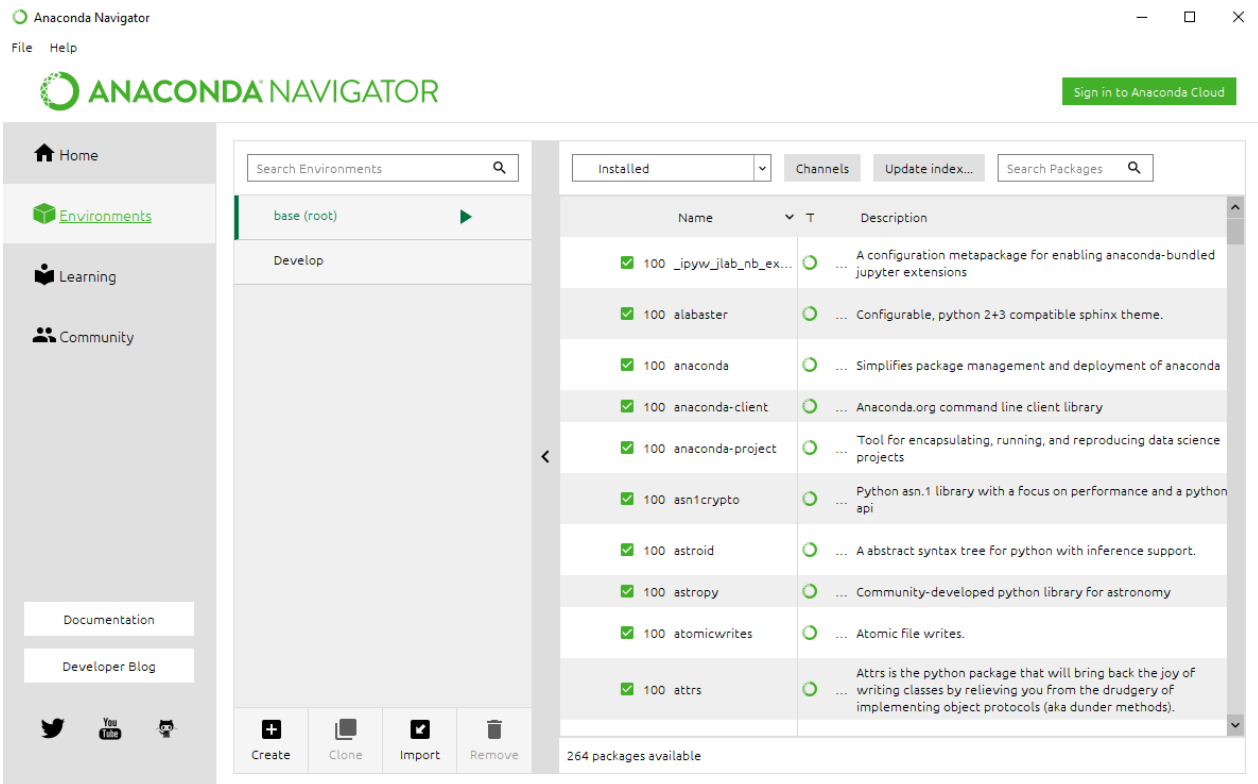 Anaconda Navigator
File Help
ANACONDA NAVIGATOR
Sign in to Anaconda Cloud
Home
Environments
Learning
Community
Documentation
Developer Blog
You
Tube
Search Environments
base (root)
Develop
Create Clone Import Remove
Installed Channels Update index... Search Packages
Name T Description
100 _ipyw_jlab_nb_ex... ... A configuration metapackage for enabling anaconda-bundled
jupyter extensions
100 alabaster ... Configurable, python 2+3 compatible sphinx theme.
100 anaconda ... Simplifies package management and deployment of anaconda
100 anaconda-client ... Anaconda.org command line client library
100 anaconda-project ... Tool for encapsulating, running, and reproducing data science
projects
100 asn1crypto ... Python asn.1 library with a focus on performance and a python
api
100 astroid ... A abstract syntax tree for python with inference support.
100 astropy ... Community-developed python library for astronomy
100 atomicwrites ... Atomic file writes.
100 attrs ... Attrs is the python package that will bring back the joy of
writing classes by relieving you from the drudgery of
implementing object protocols (aka dunder methods).
264 packages available